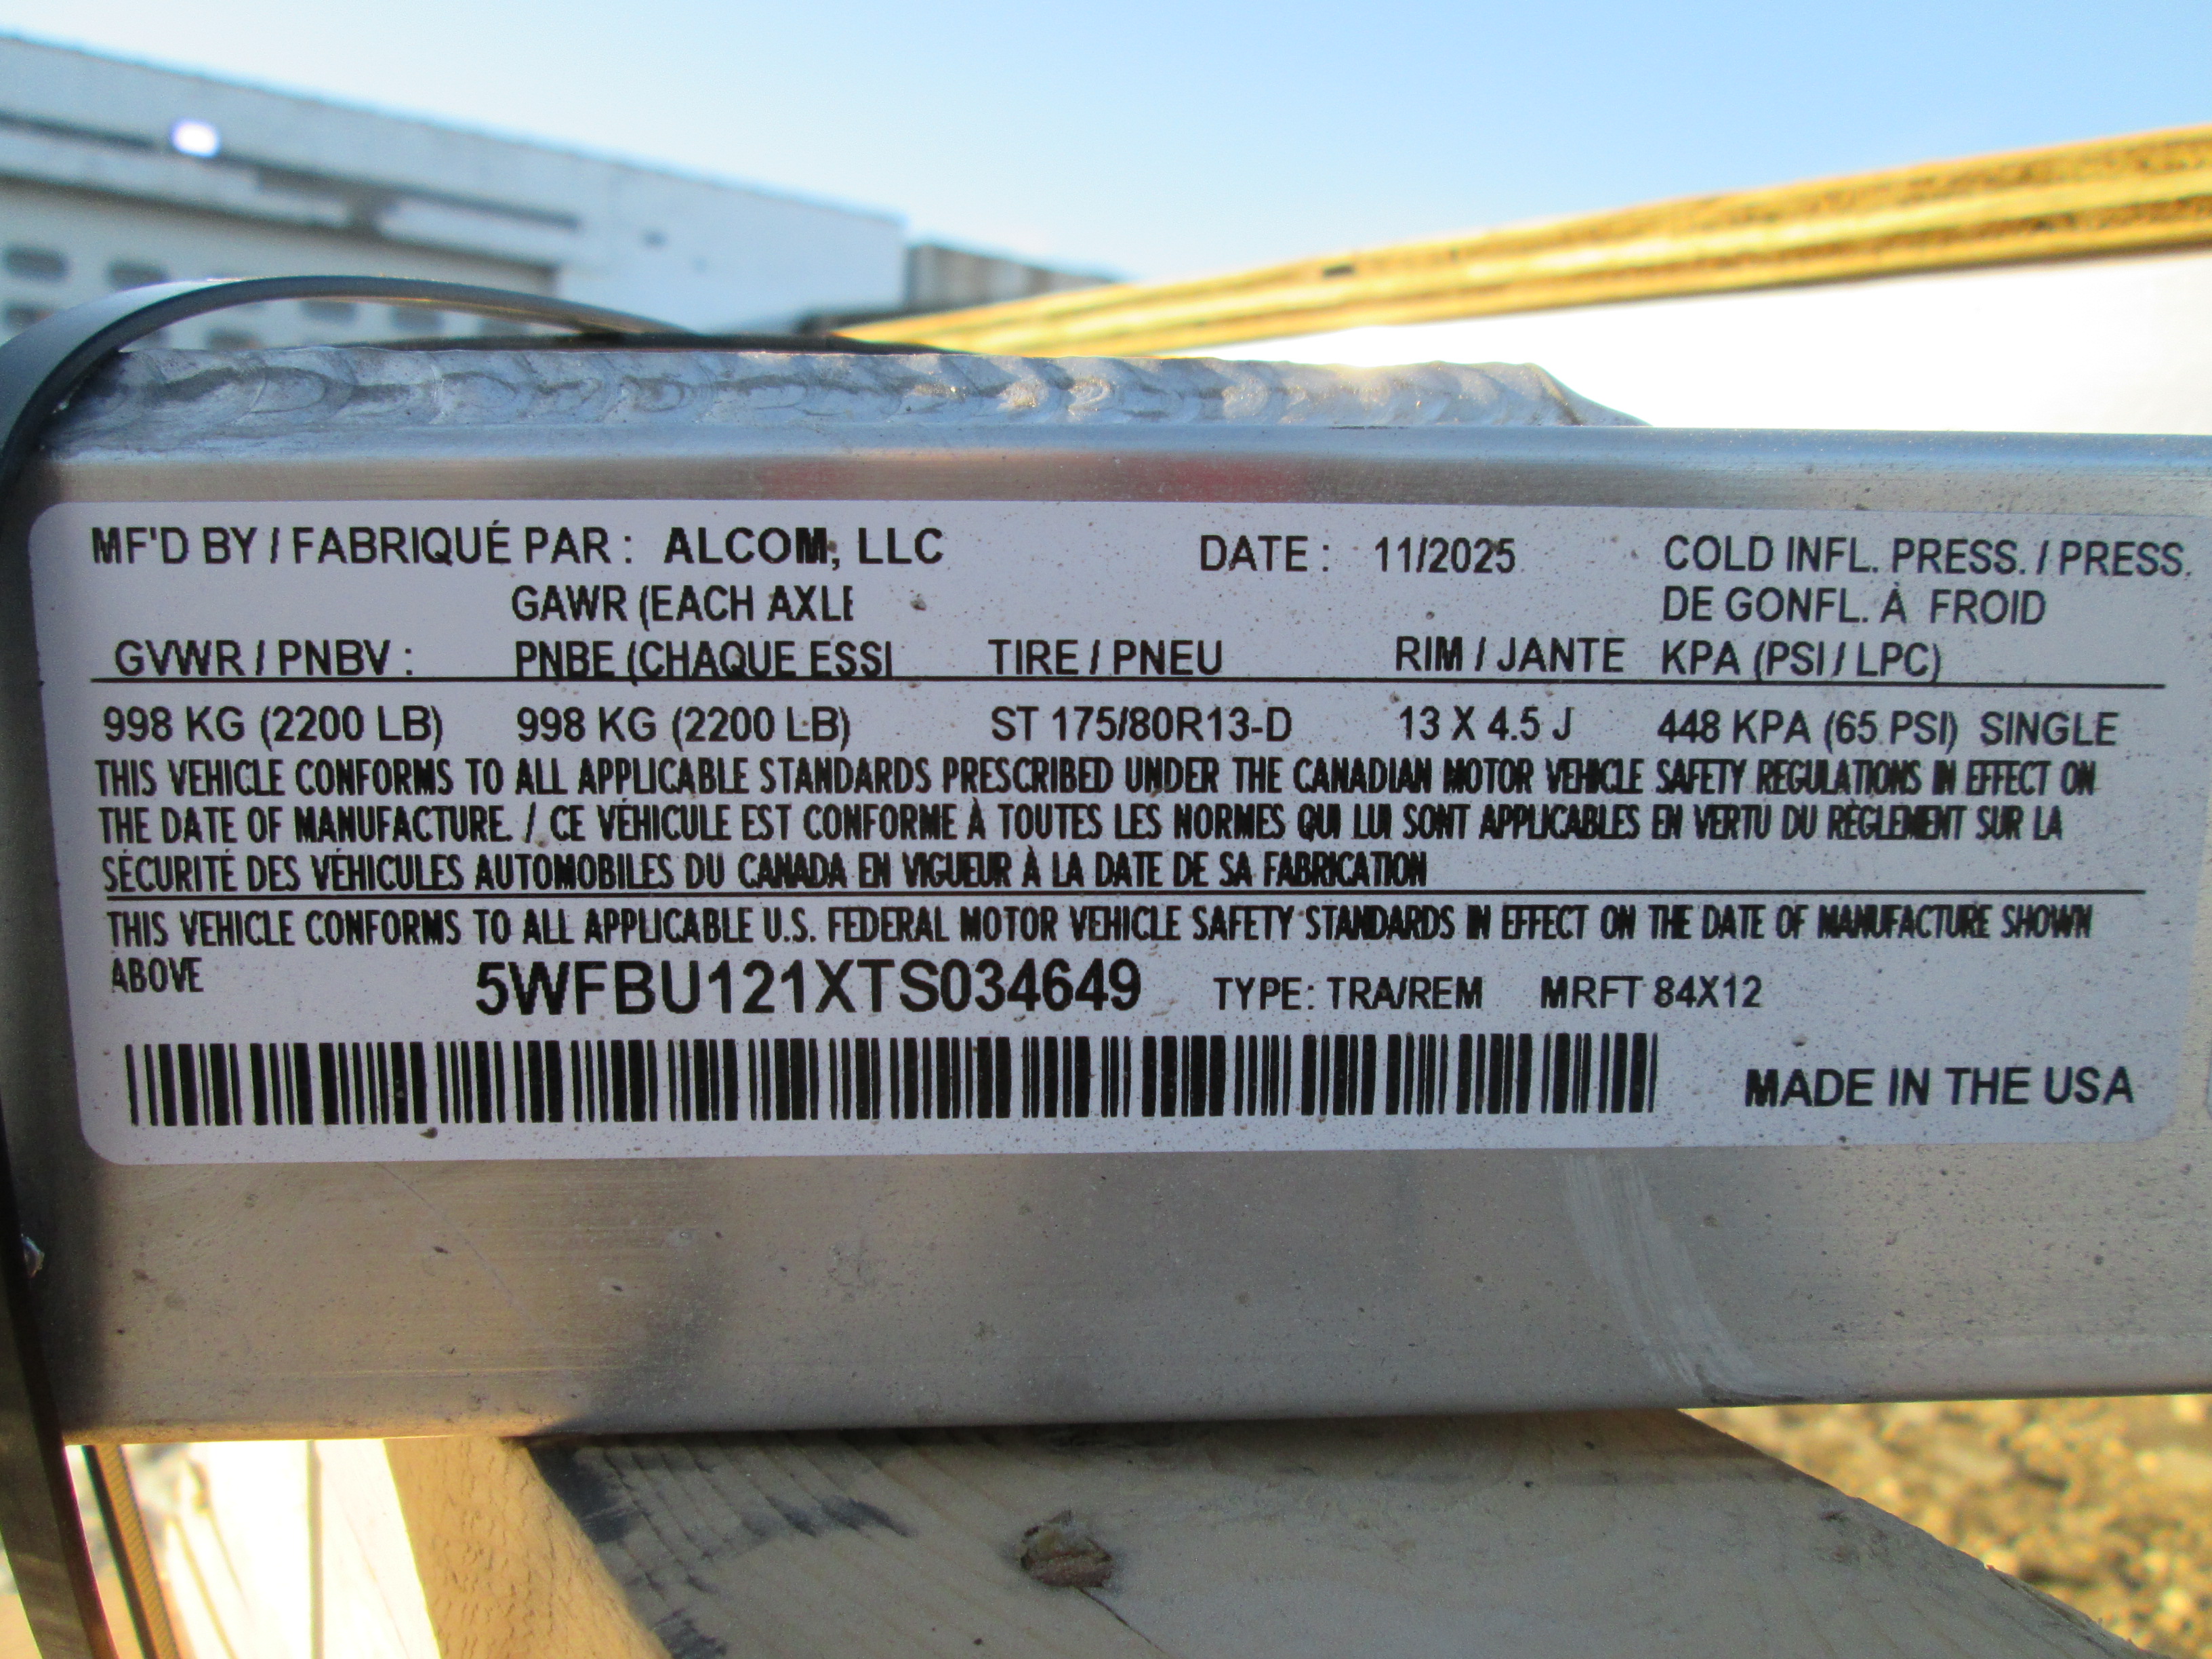 MF'D BY / FABRIQUÉ PAR : ALCOM, LLC DATE : 11/2025 COLD INFL. PRESS. / PRESS.
GAWR (EACH AXLE DE GONFL. À FROID
GVWR / PNBV : PNBE (CHAQUE ESSI TIRE / PNEU RIM / JANTE KPA (PSI / LPC)
998 KG (2200 LB) 998 KG (2200 LB) ST 175/80R13-D 13 X 4.5 J 448 KPA (65 PSI) SINGLE
THIS VEHICLE CONFORMS TO ALL APPLICABLE STANDARDS PRESCRIBED UNDER THE CANADIAN MOTOR VEHICLE SAFETY REGULATIONS IN EFFECT ON
THE DATE OF MANUFACTURE. / CE VÉHICULE EST CONFORME À TOUTES LES NORMES QUI LUI SONT APPLICABLES EN VERTU DU RÈGLEMENT SUR LA
SÉCURITÉ DES VÉHICULES AUTOMOBILES DU CANADA EN VIGUEUR À LA DATE DE SA FABRICATION
THIS VEHICLE CONFORMS TO ALL APPLICABLE U.S. FEDERAL MOTOR VEHICLE SAFETY STANDARDS IN EFFECT ON THE DATE OF MANUFACTURE SHOWN
ABOVE 5WFBU121XTS034649 TYPE: TRA/REM MRFT 84X12
MADE IN THE USA